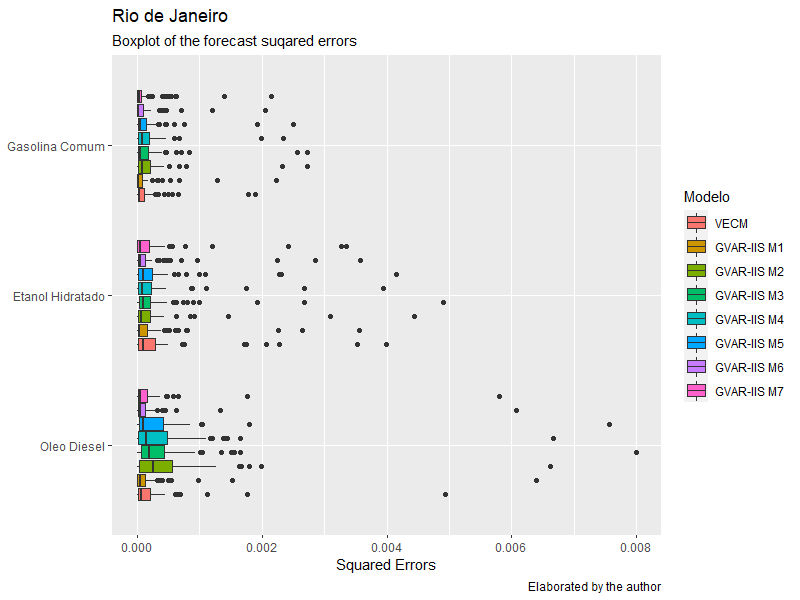 Rio de Janeiro
Boxplot of the forecast suqared errors
Gasolina Comum
Etanol Hidratado
Oleo Diesel
0.000
0.002
0.004
0.006
0.008
Squared Errors
Elaborated by the author
Modelo
VECM
GVAR-IIS M1
GVAR-IIS M2
GVAR-IIS M3
GVAR-IIS M4
GVAR-IIS M5
GVAR-IIS M6
GVAR-IIS M7